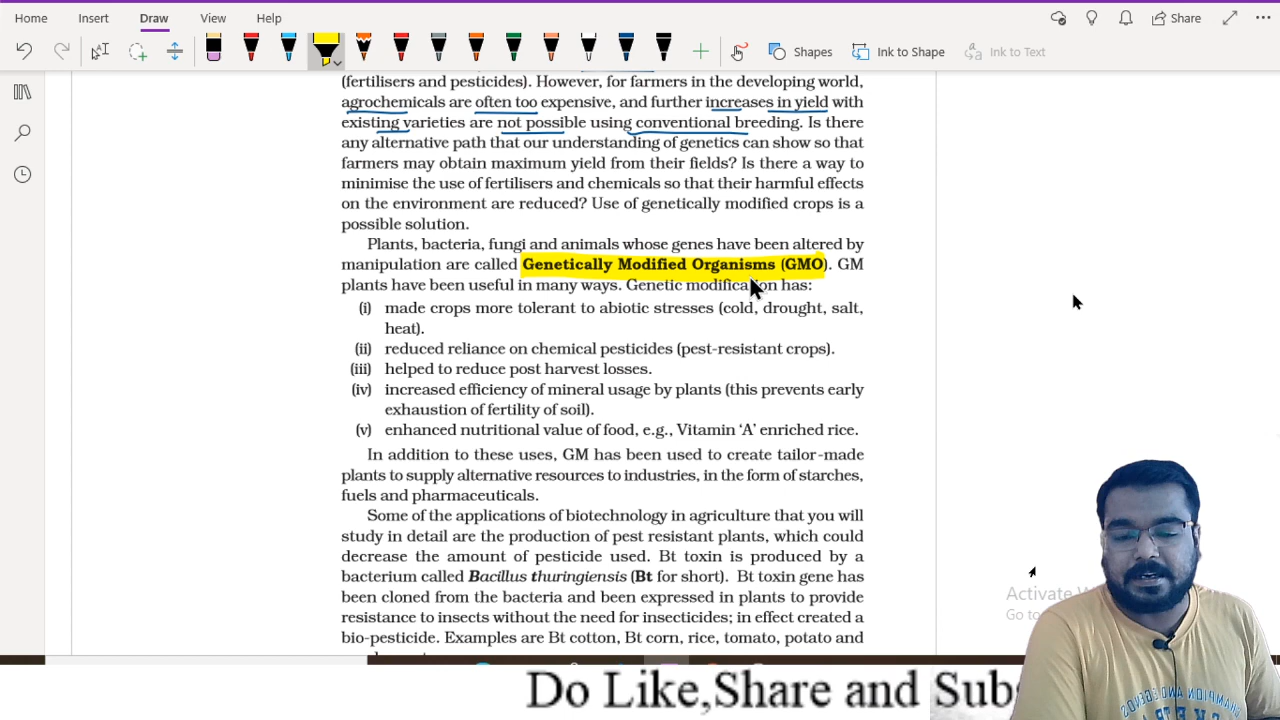 Home Insert Draw View Help
Share
Shapes Ink to Shape Ink to Text
(fertilisers and pesticides). However, for farmers in the developing world,
agrochemicals are often too expensive, and further increases in yield with
existing varieties are not possible using conventional breeding. Is there
any alternative path that our understanding of genetics can show so that
farmers may obtain maximum yield from their fields? Is there a way to
minimise the use of fertilisers and chemicals so that their harmful effects
on the environment are reduced? Use of genetically modified crops is a
possible solution.
Plants, bacteria, fungi and animals whose genes have been altered by
manipulation are called Genetically Modified Organisms (GMO). GM
plants have been useful in many ways. Genetic modification has:
(i) made crops more tolerant to abiotic stresses (cold, drought, salt,
heat).
(ii) reduced reliance on chemical pesticides (pest-resistant crops).
(iii) helped to reduce post harvest losses.
(iv) increased efficiency of mineral usage by plants (this prevents early
exhaustion of fertility of soil).
(v) enhanced nutritional value of food, e.g., Vitamin ‘A’ enriched rice.
In addition to these uses, GM has been used to create tailor-made
plants to supply alternative resources to industries, in the form of starches,
fuels and pharmaceuticals.
Some of the applications of biotechnology in agriculture that you will
study in detail are the production of pest resistant plants, which could
decrease the amount of pesticide used. Bt toxin is produced by a
bacterium called Bacillus thuringiensis (Bt for short). Bt toxin gene has
been cloned from the bacteria and been expressed in plants to provide
resistance to insects without the need for insecticides; in effect created a
bio-pesticide. Examples are Bt cotton, Bt corn, rice, tomato, potato and
Activate
Go to
Do Like,Share and Subs